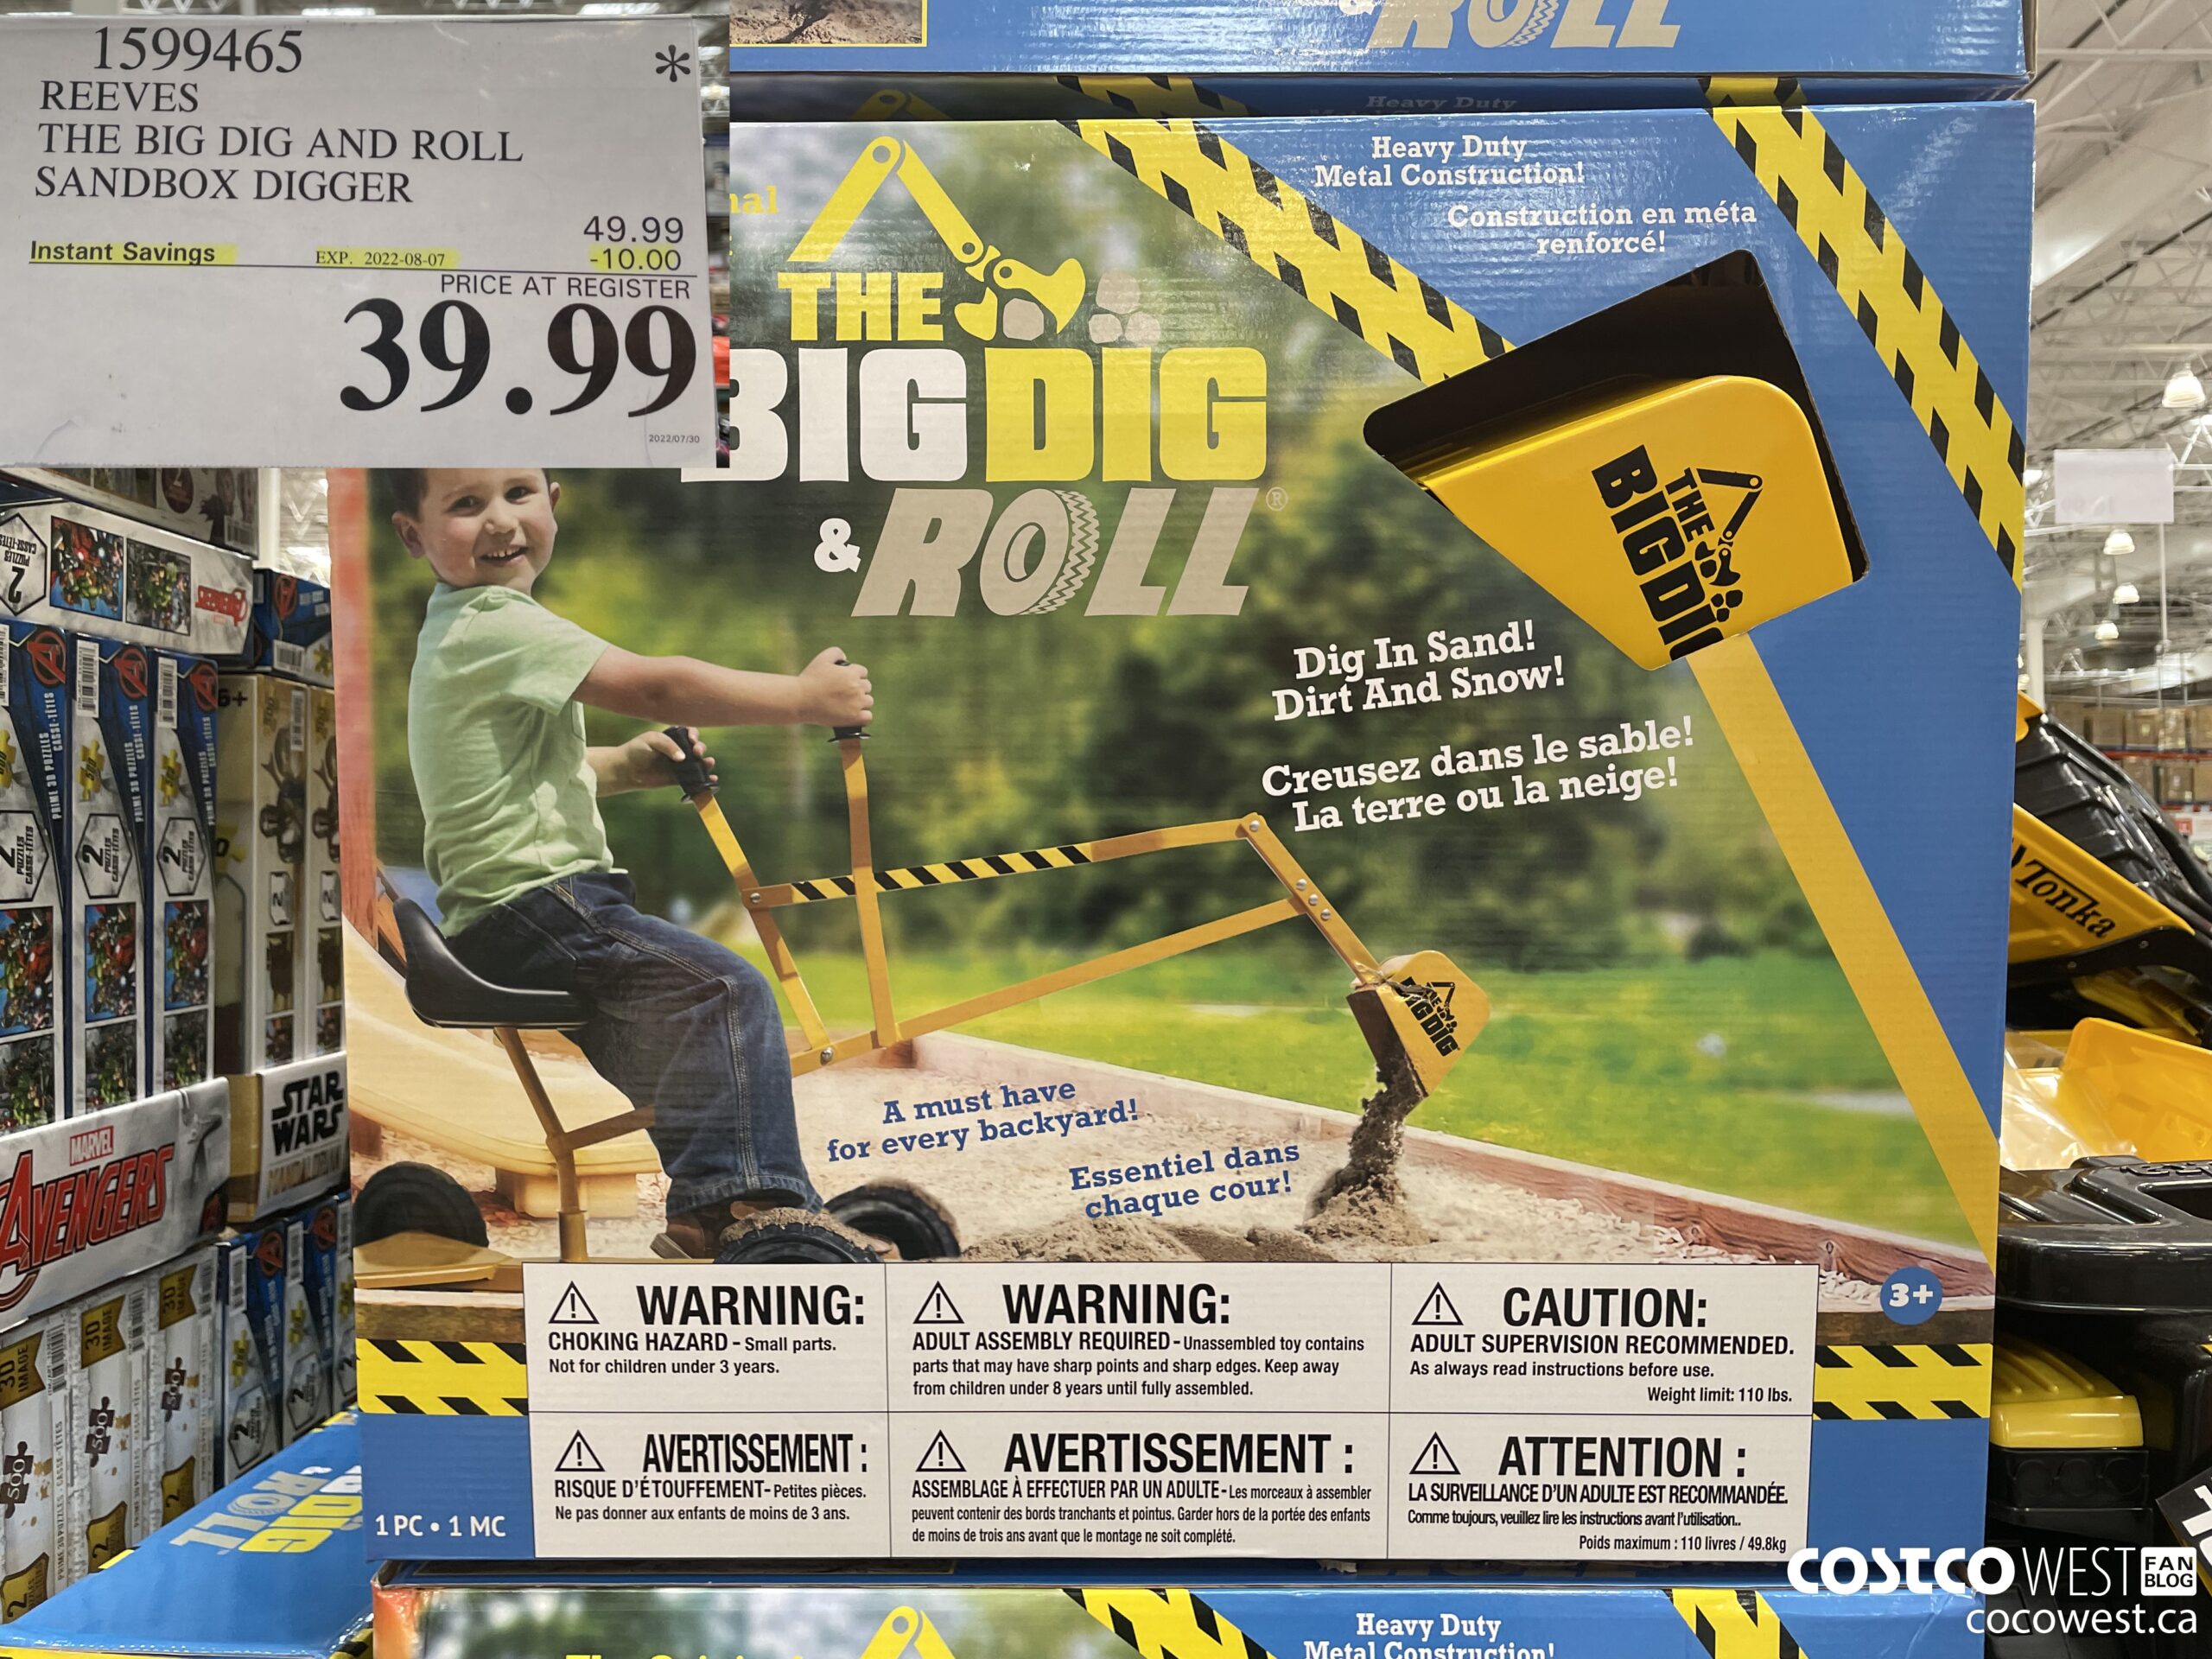 1599465 *
REEVES
THE BIG DIG AND ROLL
SANDBOX DIGGER
49.99
Instant Savings EXP. 2022-08-07 -10.00
PRICE AT REGISTER
39.99
2022/07/30
& ROLL
Heavy Duty
Heavy Duty
Metal Construction!
Construction en méta
renforcé!
THE
BIG DIG
& ROLL®
THE
BIG DIG
Dig In Sand!
Dirt And Snow!
Creusez dans le sable!
La terre ou la neige!
BIG DIG
A must have
for every backyard!
Essentiel dans
chaque cour!
3+
WARNING:
CHOKING HAZARD - Small parts.
Not for children under 3 years.
WARNING:
ADULT ASSEMBLY REQUIRED - Unassembled toy contains
parts that may have sharp points and sharp edges. Keep away
from children under 8 years until fully assembled.
CAUTION:
ADULT SUPERVISION RECOMMENDED.
As always read instructions before use.
Weight limit: 110 lbs.
AVERTISSEMENT :
RISQUE D'ÉTOUFFEMENT- Petites pièces.
Ne pas donner aux enfants de moins de 3 ans.
AVERTISSEMENT :
ASSEMBLAGE À EFFECTUER PAR UN ADULTE - Les morceaux à assembler
peuvent contenir des bords tranchants et pointus. Garder hors de la portée des enfants
de moins de trois ans avant que le montage ne soit complété.
ATTENTION :
LA SURVEILLANCE D'UN ADULTE EST RECOMMANDÉE.
Comme toujours, veuillez lire les instructions avant l'utilisation..
Poids maximum : 110 livres / 49.8kg
1 PC • 1 MC
Heavy Duty
Metal Construction!
MARVEL
AVENGERS
STAR
WARS
Tonka
COSTCO WEST FAN BLOG
cocowest.ca